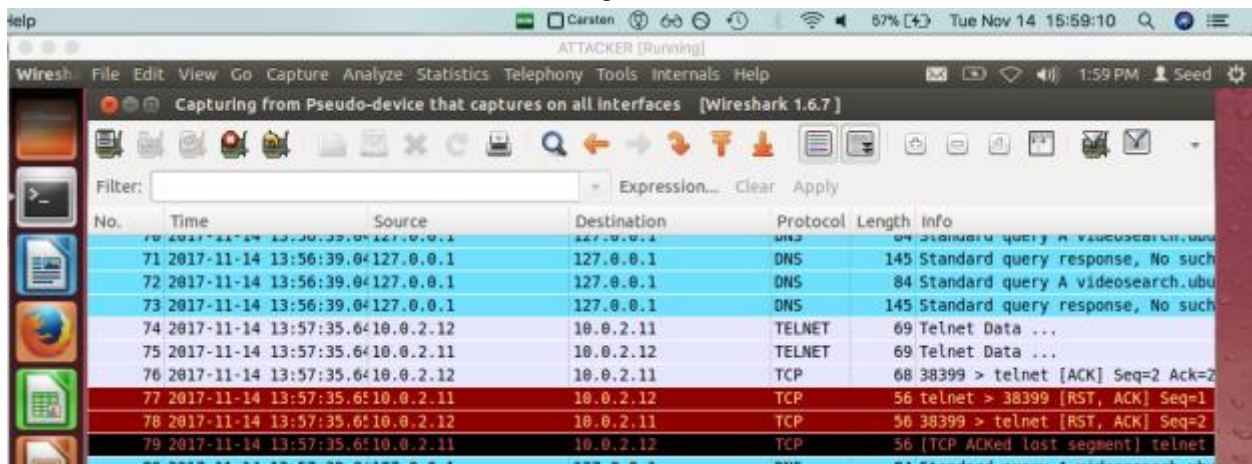 Help Carsten 57% Tue Nov 14 15:59:10
ATTACKER [Running]
Wiresh File Edit View Go Capture Analyze Statistics Telephony Tools Internals Help 1:59 PM Seed
Capturing from Pseudo-device that captures on all interfaces [Wireshark 1.6.7 ]
Filter: Expression... Clear Apply
No. Time Source Destination Protocol Length Info
71 2017-11-14 13:56:39.04 127.0.0.1 127.0.0.1 DNS 145 Standard query response, No such
72 2017-11-14 13:56:39.04 127.0.0.1 127.0.0.1 DNS 84 Standard query A videosearch.ubu
73 2017-11-14 13:56:39.04 127.0.0.1 127.0.0.1 DNS 145 Standard query response, No such
74 2017-11-14 13:57:35.64 10.0.2.12 10.0.2.11 TELNET 69 Telnet Data ...
75 2017-11-14 13:57:35.64 10.0.2.11 10.0.2.12 TELNET 69 Telnet Data ...
76 2017-11-14 13:57:35.64 10.0.2.12 10.0.2.11 TCP 68 38399 > telnet [ACK] Seq=2 Ack=2
77 2017-11-14 13:57:35.65 10.0.2.11 10.0.2.12 TCP 56 telnet > 38399 [RST, ACK] Seq=1
78 2017-11-14 13:57:35.65 10.0.2.12 10.0.2.11 TCP 56 38399 > telnet [RST, ACK] Seq=2
79 2017-11-14 13:57:35.65 10.0.2.11 10.0.2.12 TCP 56 [TCP ACKed lost segment] telnet